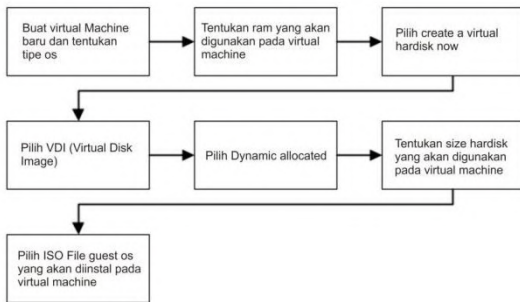 Buat virtual Machine
baru dan tentukan
tipe os
Tentukan ram yang akan
digunakan pada virtual
machine
Pilih create a virtual
hardisk now
Pilih VDI (Virtual Disk
Image)
Pilih Dynamic allocated
Tentukan size hardisk
yang akan digunakan
pada virtual machine
Pilih ISO File guest os
yang akan diinstal pada
virtual machine